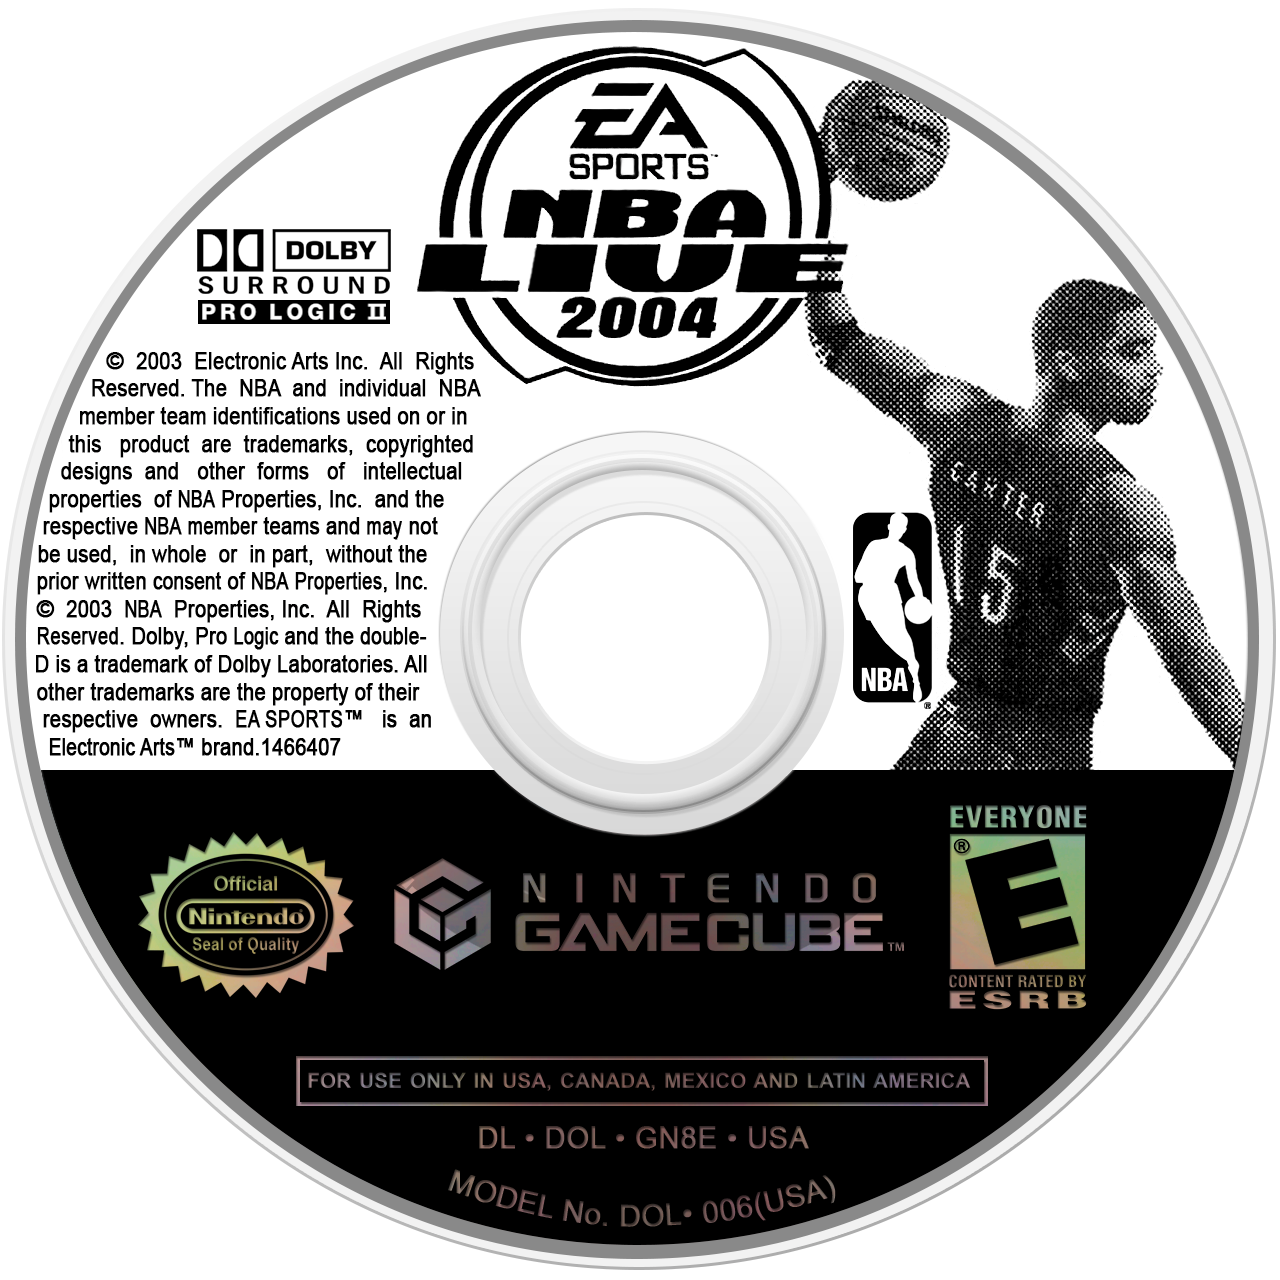 EA
SPORTS™
NBA
LIVE
2004
DOLBY
SURROUND
PRO LOGIC II
© 2003 Electronic Arts Inc. All Rights
Reserved. The NBA and individual NBA
member team identifications used on or in
this product are trademarks, copyrighted
designs and other forms of intellectual
properties of NBA Properties, Inc. and the
respective NBA member teams and may not
be used, in whole or in part, without the
prior written consent of NBA Properties, Inc.
© 2003 NBA Properties, Inc. All Rights
Reserved. Dolby, Pro Logic and the double-
D is a trademark of Dolby Laboratories. All
other trademarks are the property of their
respective owners. EA SPORTS™ is an
Electronic Arts™ brand.1466407
CARTER
15
NBA
®
Official
Nintendo®
Seal of Quality
NINTENDO
GAMECUBE™
EVERYONE
®
E
CONTENT RATED BY
ESRB
FOR USE ONLY IN USA, CANADA, MEXICO AND LATIN AMERICA
DL • DOL • GN8E • USA
MODEL No. DOL• 006(USA)